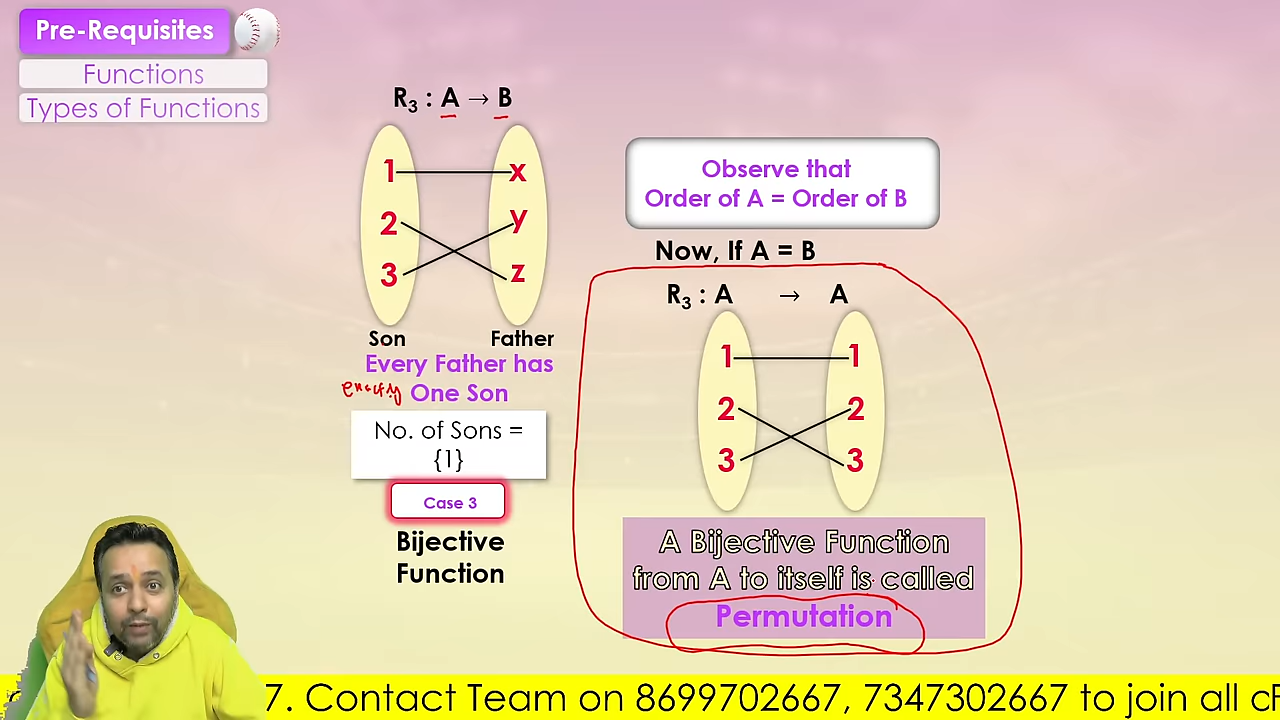 Pre-Requisites
Functions
Types of Functions
R₃ : A → B
1 x
2 y
3 z
Son Father
Every Father has
exactly One Son
No. of Sons =
{1}
Case 3
Bijective
Function
Observe that
Order of A = Order of B
Now, If A = B
R₃ : A → A
1 1
2 2
3 3
A Bijective Function
from A to itself is called
Permutation
7. Contact Team on 8699702667, 7347302667 to join all